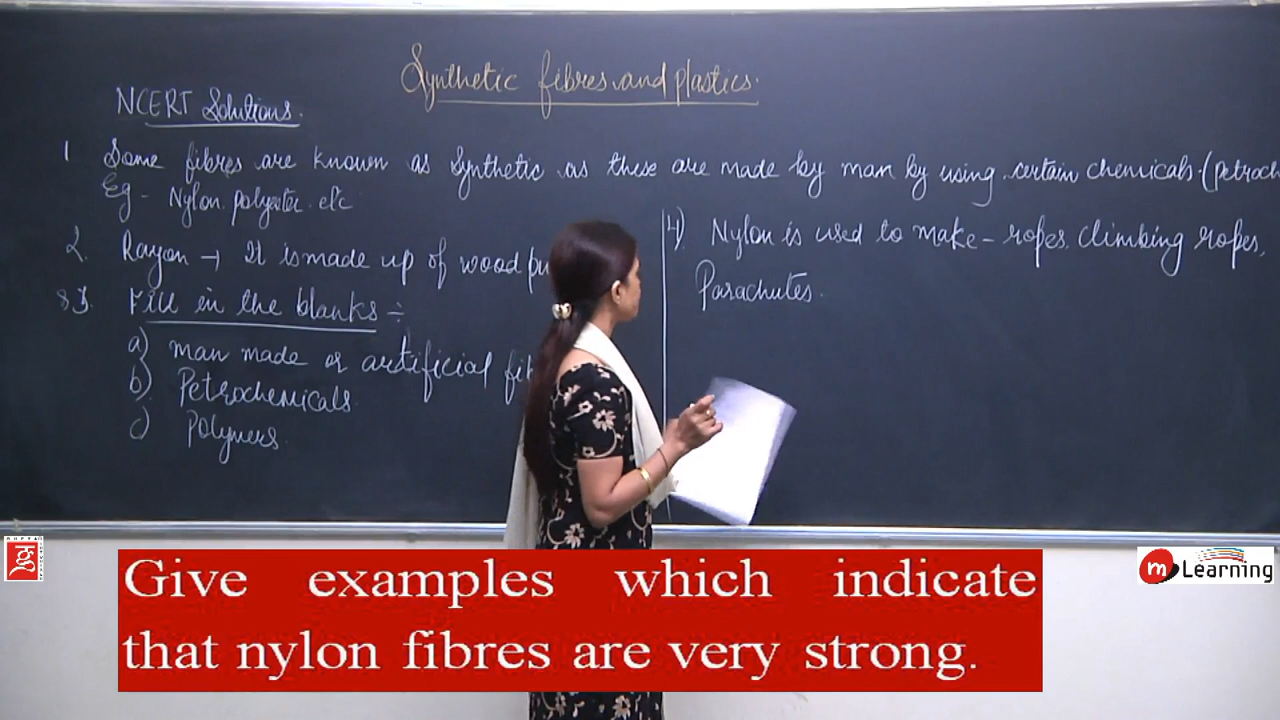 Synthetic fibres and plastics.
NCERT Solutions.
1 Some fibres are known as Synthetic as these are made by man by using certain chemicals. (Petroch
Eg - Nylon, polyester etc
2. Rayon → It is made up of wood pu
83. Fill in the blanks ÷
a) man made or artificial fib
b) Petrochemicals.
c) Polymers.
4) Nylon is used to make - ropes, climbing ropes,
Parachutes.
m Learning
Give examples which indicate
that nylon fibres are very strong.